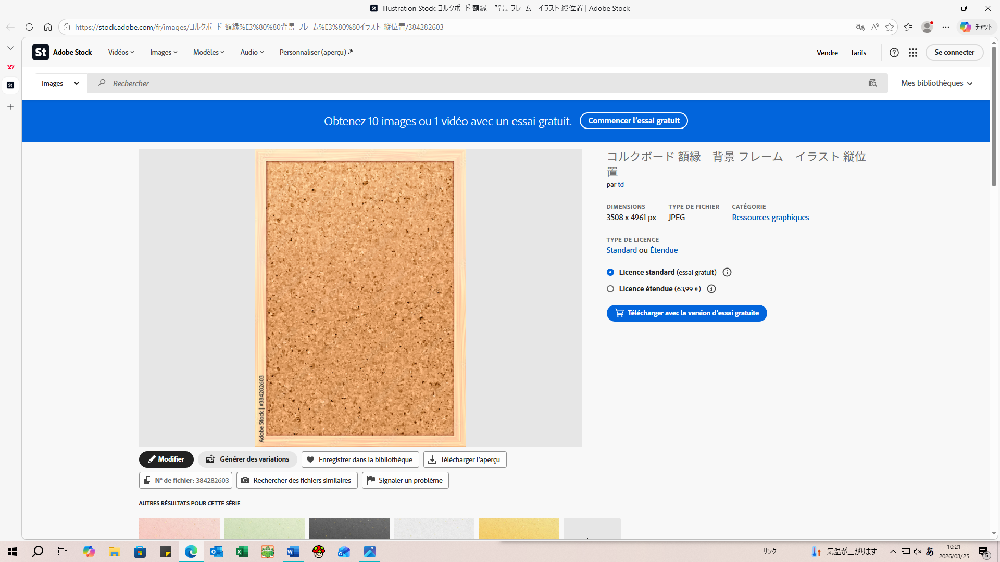 Illustration Stock コルクボード 額縁　背景 フレーム　イラスト 縦位置 | Adobe Stock
https://stock.adobe.com/fr/images/コルクボード-額縁%E3%80%80背景-フレーム%E3%80%80イラスト-縦位置/384282603
チャット
St Adobe Stock Vidéos Images Modèles Audio Personnaliser (aperçu) Vendre Tarifs Se connecter
Images Rechercher Mes bibliothèques
Obtenez 10 images ou 1 vidéo avec un essai gratuit. Commencer l'essai gratuit
コルクボード 額縁　背景 フレーム　イラスト 縦位
置
par td
DIMENSIONS TYPE DE FICHIER CATÉGORIE
3508 x 4961 px JPEG Ressources graphiques
TYPE DE LICENCE
Standard ou Étendue
Licence standard (essai gratuit)
Licence étendue (63,99 €)
Télécharger avec la version d'essai gratuite
Adobe Stock | #384282603
Modifier Générer des variations Enregistrer dans la bibliothèque Télécharger l'aperçu
N° de fichier: 384282603 Rechercher des fichiers similaires Signaler un problème
AUTRES RÉSULTATS POUR CETTE SÉRIE
リンク 気温が上がります あ 10:21
2026/03/25 5